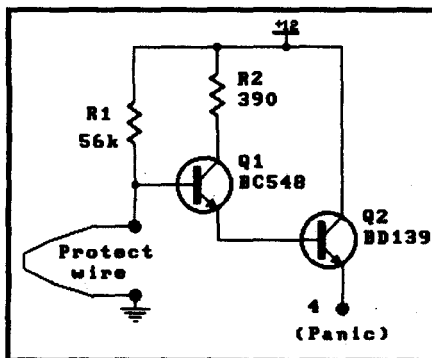 +12
R2
390
R1
56k
Q1
BC548
Q2
BD139
Protect
wire
4
(Panic)